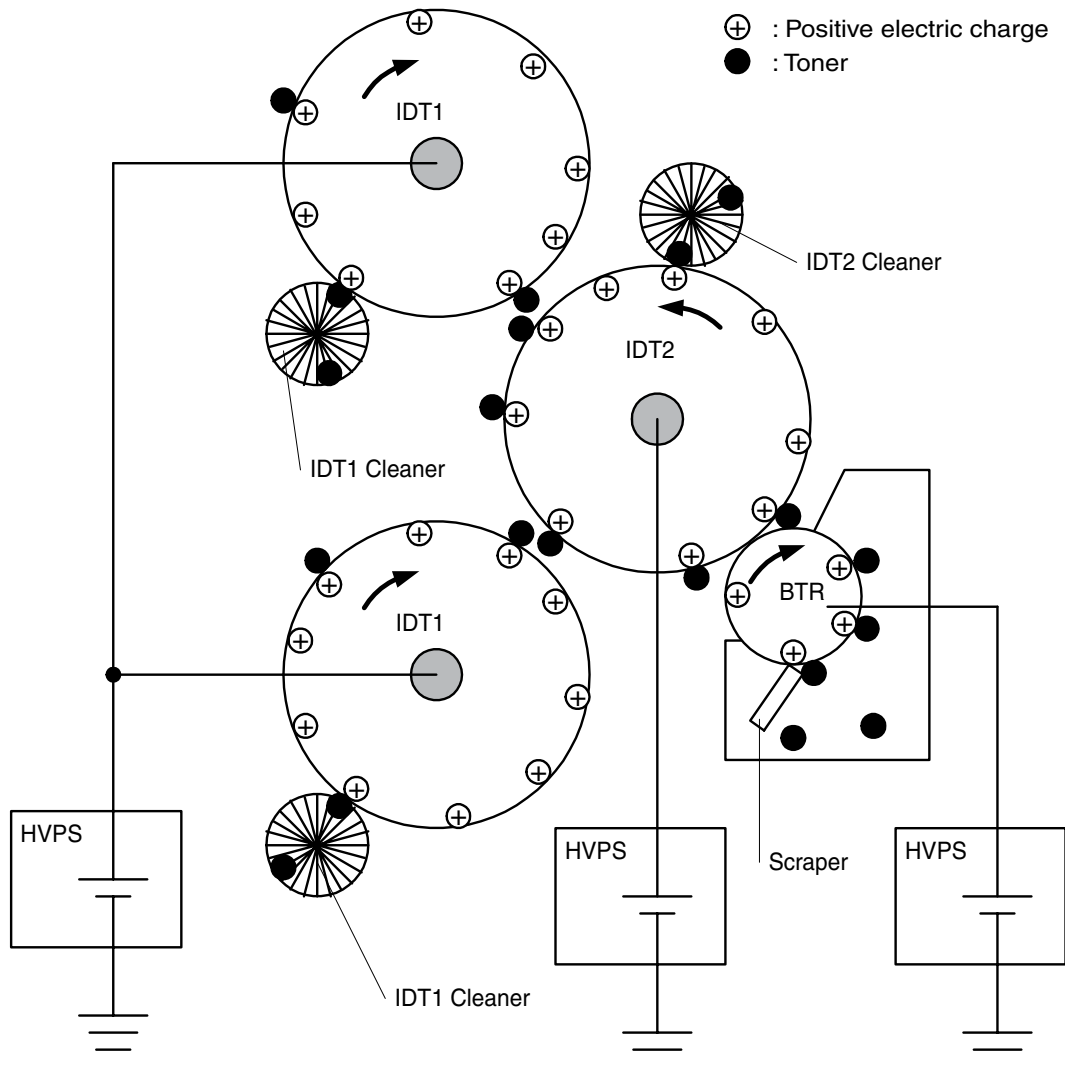 : Positive electric charge
: Toner
IDT1
IDT2 Cleaner
IDT2
IDT1 Cleaner
BTR
IDT1
HVPS
HVPS
Scraper
HVPS
IDT1 Cleaner